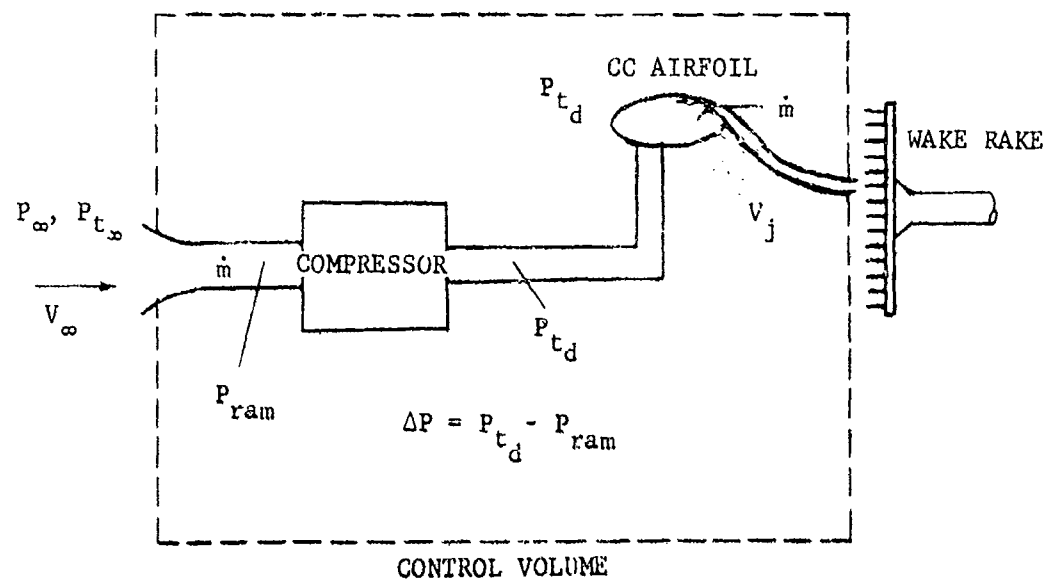 CC AIRFOIL
P_t_d
ṁ
WAKE RAKE
P_∞, P_t_∞
V_j
ṁ
COMPRESSOR
V_∞
P_t_d
P_ram
ΔP = P_t_d - P_ram
CONTROL VOLUME